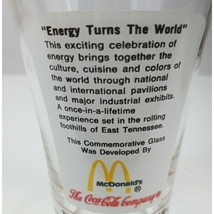 "Energy Turns The World"
This exciting celebration of
energy brings together the
culture, cuisine and colors of
the world through national
and international pavilions
and major industrial exhibits.
A once-in-a-lifetime
experience set in the rolling
foothills of East Tennessee.
This Commemorative Glass
Was Developed By
McDonald's
®
The Coca-Cola Company